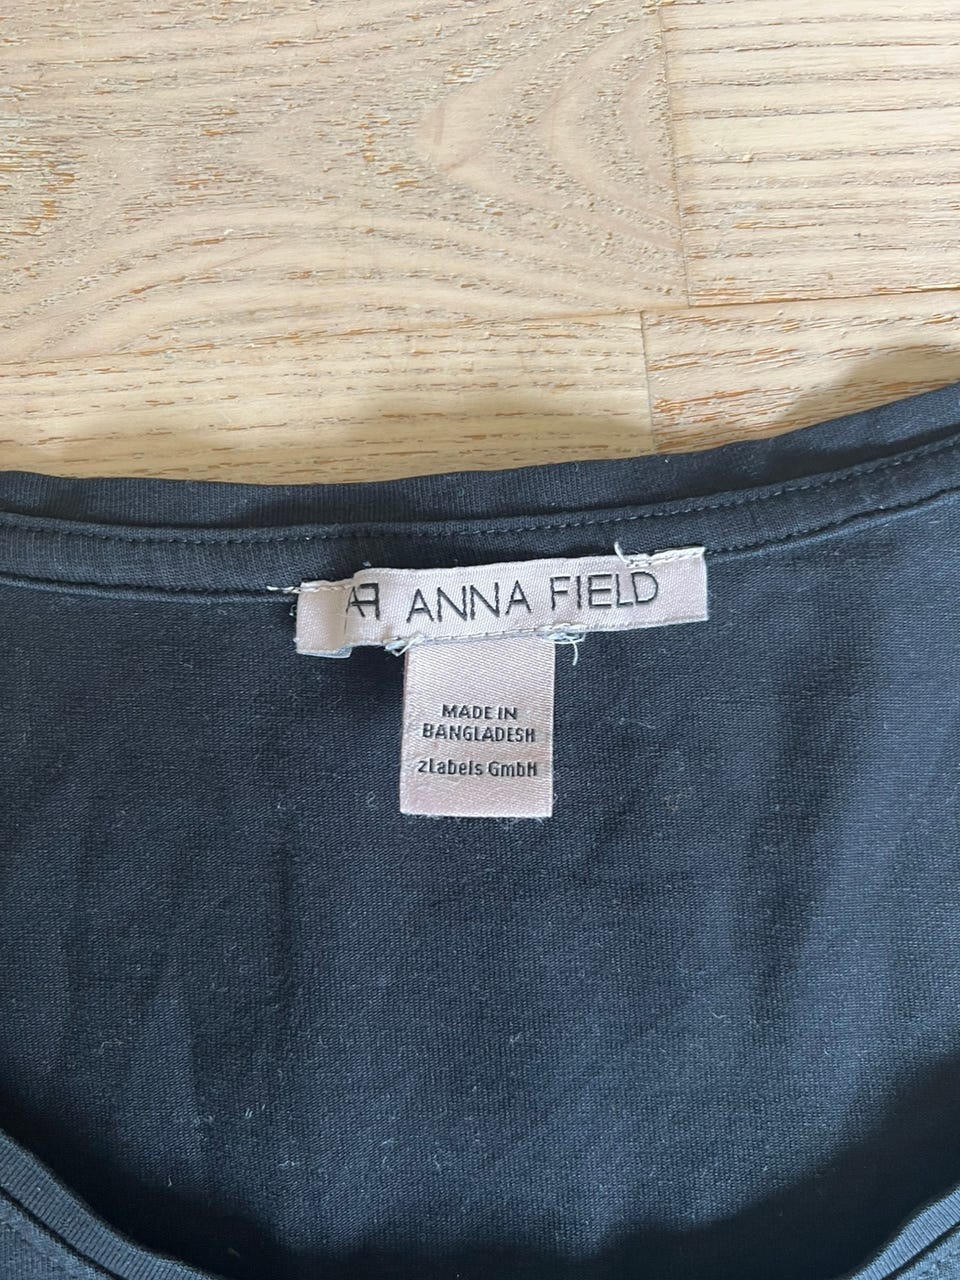 AF ANNA FIELD
MADE IN
BANGLADESH
zLabels GmbH